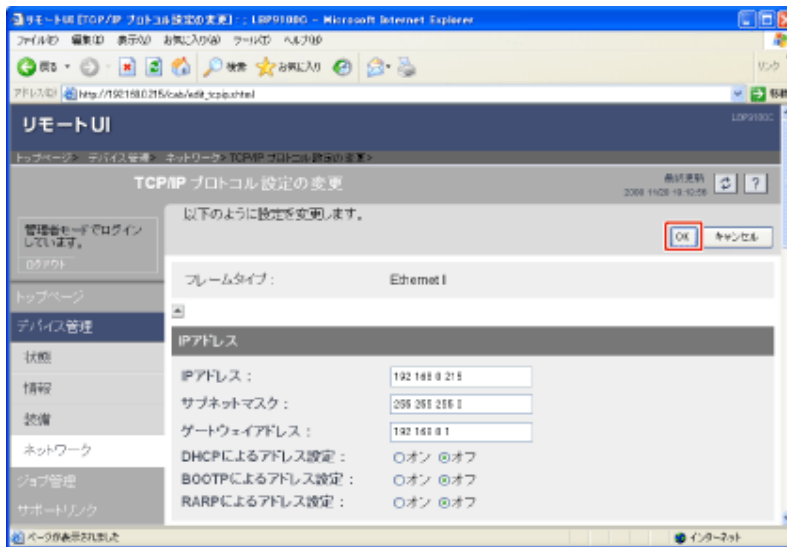 リモートUI [TCP/IP プロトコル設定の変更] : ; LBP9100C - Microsoft Internet Explorer
ファイル(F) 編集(E) 表示(V) お気に入り(A) ツール(T) ヘルプ(H)
戻る 検索 お気に入り リンク
アドレス(D) http://192.168.0.215/cab/edit_tcpip.shtml 移動
リモートUI
LBP9100C
トップページ> デバイス管理> ネットワーク> TCP/IP プロトコル設定の変更>
TCP/IP プロトコル設定の変更
最終更新
?
以下のように設定を変更します。
OK キャンセル
管理者モードでログイン
しています。
ログアウト
トップページ
デバイス管理
状態
情報
装備
ネットワーク
ジョブ管理
サポートリンク
フレームタイプ :
Ethernet II
IPアドレス
IPアドレス : 192.168.0.215
サブネットマスク : 255.255.255.0
ゲートウェイアドレス : 192.168.0.1
DHCPによるアドレス設定 : オン オフ
BOOTPによるアドレス設定 : オン オフ
RARPによるアドレス設定 : オン オフ
ページが表示されました インターネット